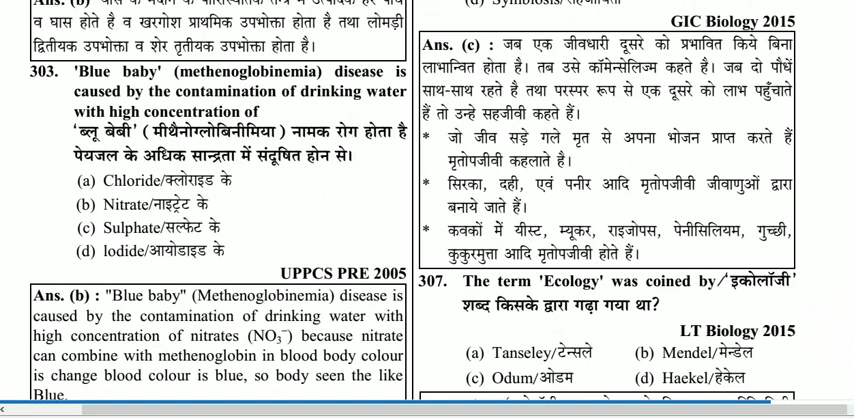 व घास होते है व खरगोश प्राथमिक उपभोक्ता होता है तथा लोमड़ी
द्वितीयक उपभोक्ता व शेर तृतीयक उपभोक्ता होता है।
303. 'Blue baby' (methenoglobinemia) disease is
caused by the contamination of drinking water
with high concentration of
'ब्लू बेबी' ( मीथैनोग्लोबिनीमिया ) नामक रोग होता है
पेयजल के अधिक सान्द्रता में संदूषित होन से।
(a) Chloride/क्लोराइड के
(b) Nitrate/नाइट्रेट के
(c) Sulphate/सल्फेट के
(d) lodide/आयोडाइड के
UPPCS PRE 2005
Ans. (b) : "Blue baby" (Methenoglobinemia) disease is
caused by the contamination of drinking water with
high concentration of nitrates (NO₃⁻) because nitrate
can combine with methenoglobin in blood body colour
is change blood colour is blue, so body seen the like
Blue.
GIC Biology 2015
Ans. (c) : जब एक जीवधारी दूसरे को प्रभावित किये बिना
लाभान्वित होता है। तब उसे कॉमेन्सेलिज्म कहते है। जब दो पौधें
साथ-साथ रहते है तथा परस्पर रूप से एक दूसरे को लाभ पहुँचाते
हैं तो उन्हे सहजीवी कहते हैं।
* जो जीव सड़े गले मृत से अपना भोजन प्राप्त करते हैं
मृतोपजीवी कहलाते है।
* सिरका, दही, एवं पनीर आदि मृतोपजीवी जीवाणुओं द्वारा
बनाये जाते हैं।
* कवकों में यीस्ट, म्यूकर, राइजोपस, पेनीसिलियम, गुच्छी,
कुकुरमुत्ता आदि मृतोपजीवी होते हैं।
307. The term 'Ecology' was coined by/'इकोलॉजी'
शब्द किसके द्वारा गढ़ा गया था?
LT Biology 2015
(a) Tanseley/टेन्सले (b) Mendel/मेन्डेल
(c) Odum/ओडम (d) Haekel/हेकेल